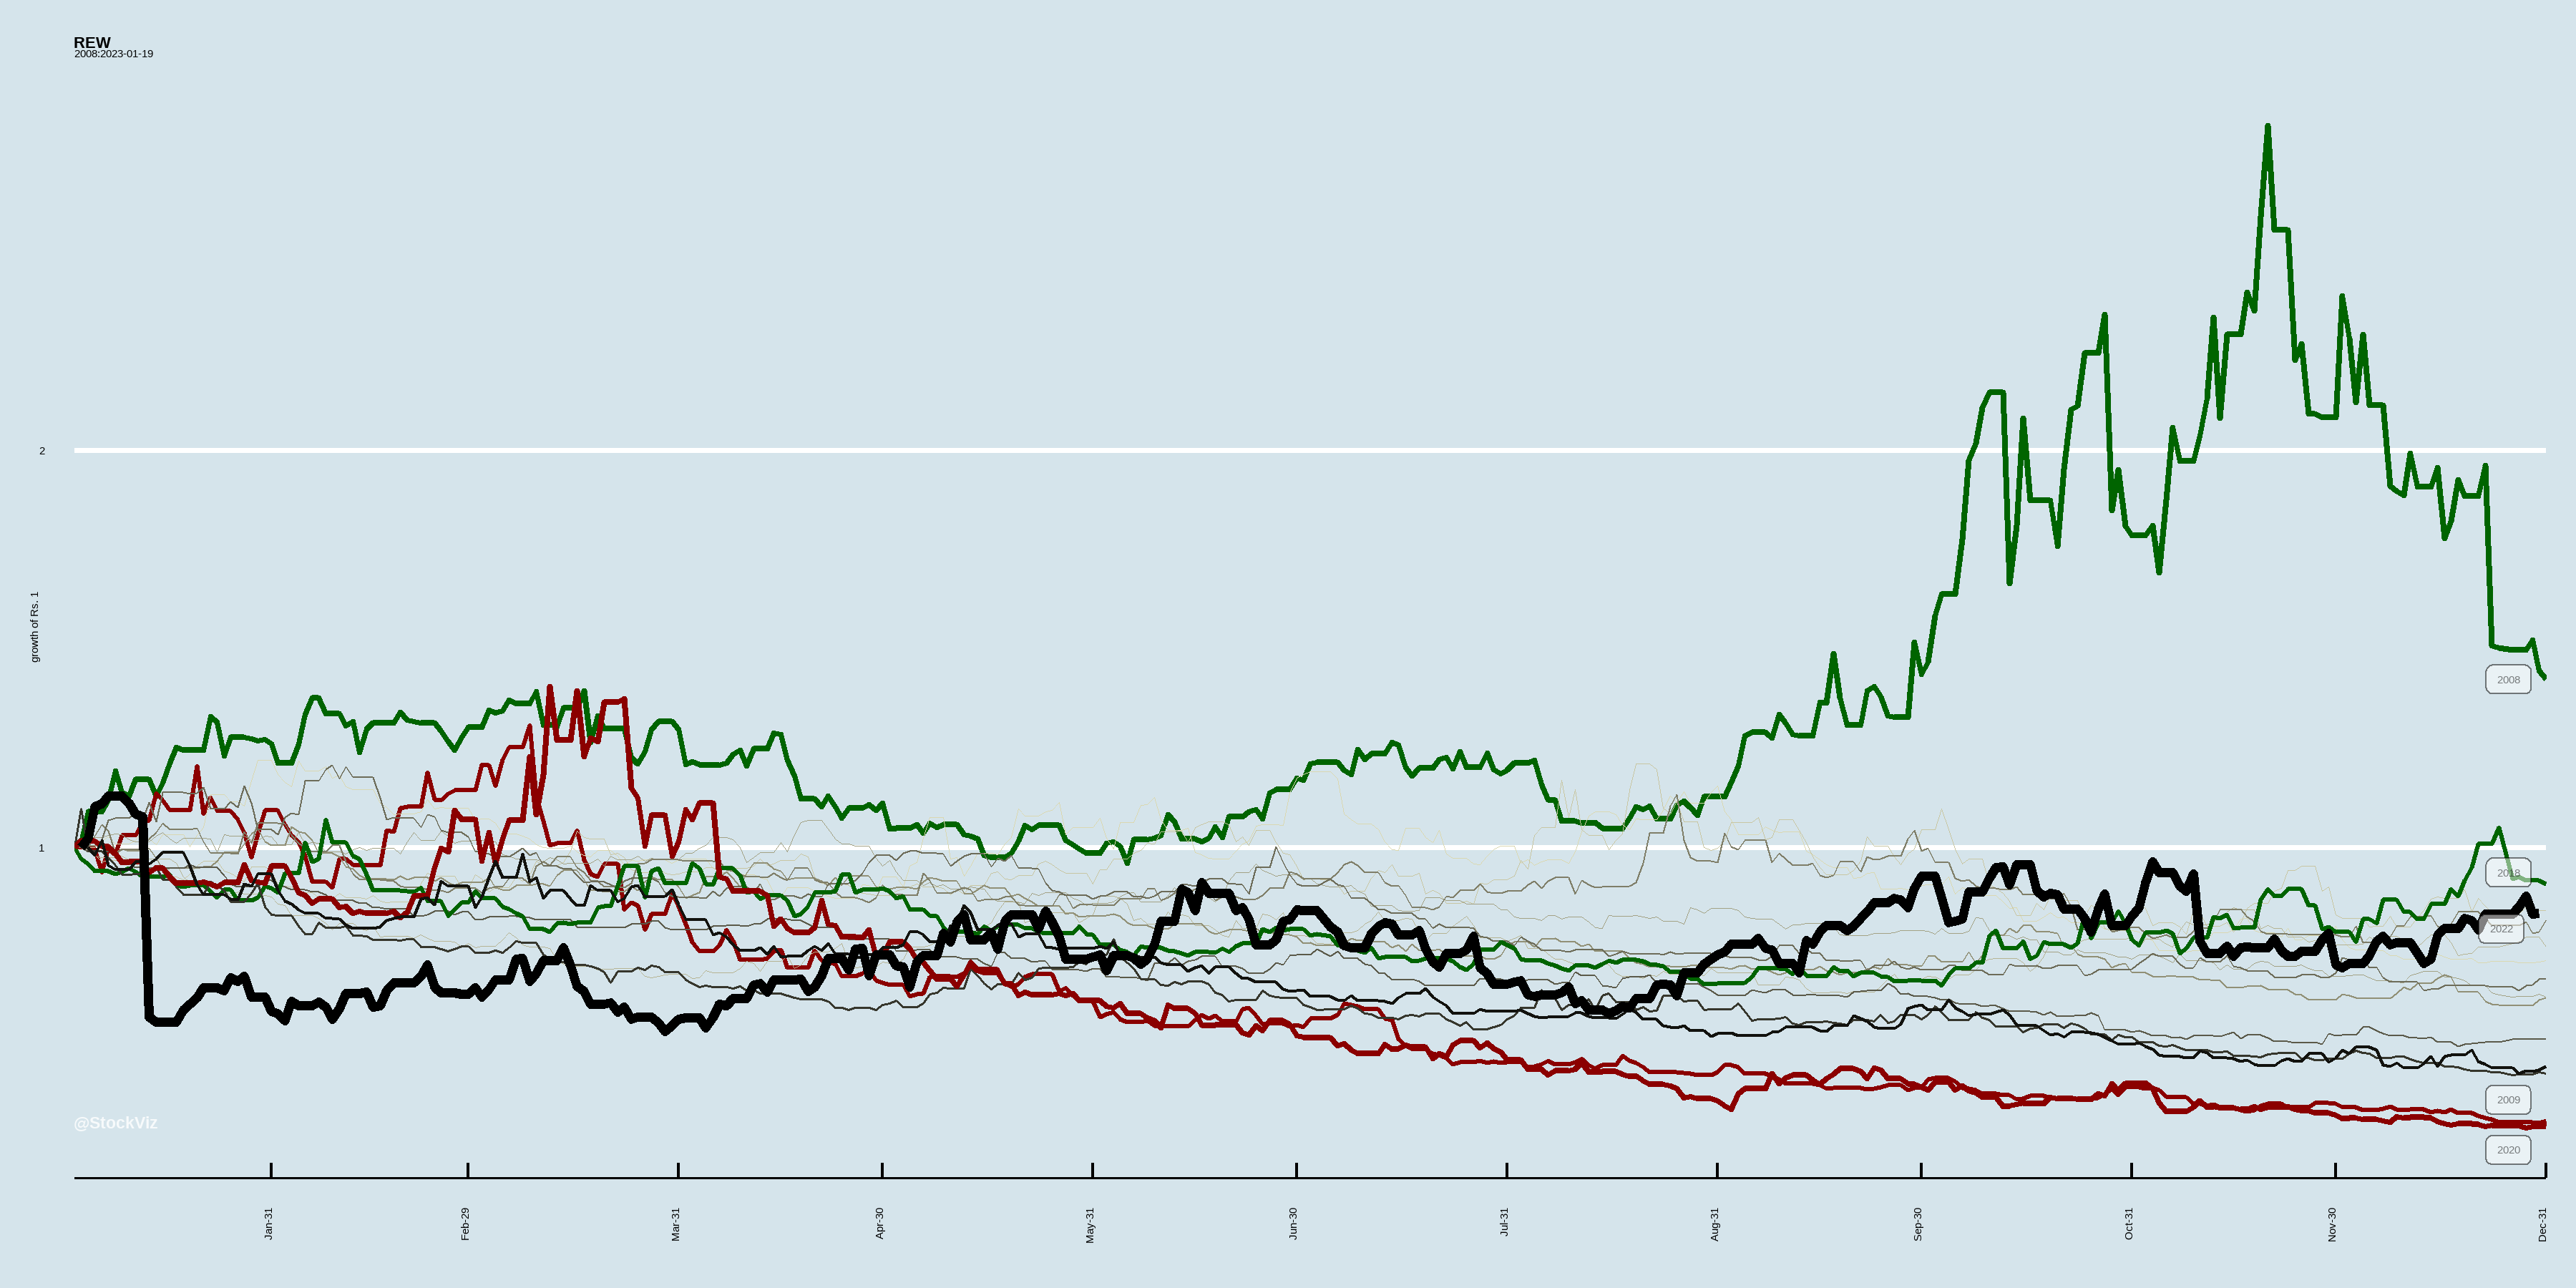 REW
2008:2023-01-19
2
growth of Rs. 1
2008
1
2018
2022
2009
@StockViz
2020
Jan-31
Feb-29
Mar-31
Apr-30
May-31
Jun-30
Jul-31
Aug-31
Sep-30
Oct-31
Nov-30
Dec-31